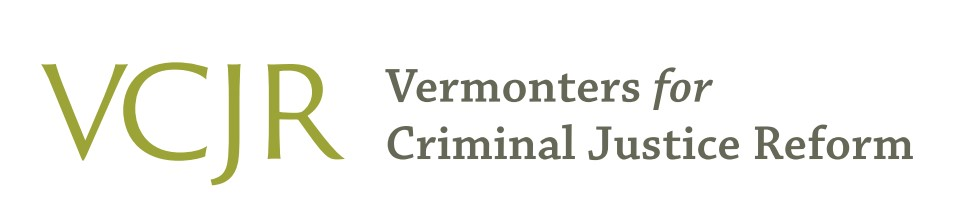 VCJR
Vermonters for
Criminal Justice Reform